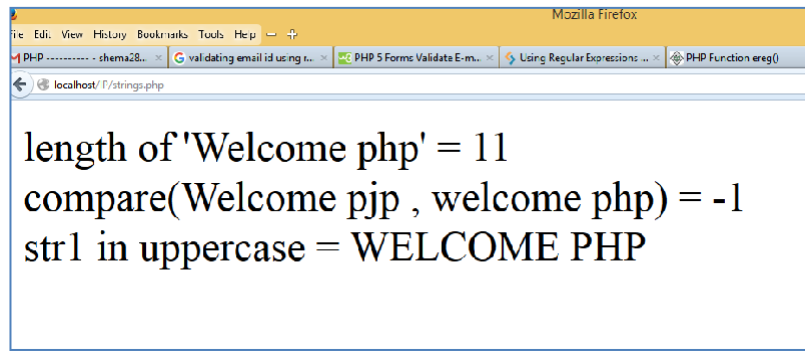 Mozilla Firefox
File Edit View History Bookmarks Tools Help
PHP ---------- - shema28... × G validating email id using r... × PHP 5 Forms Validate E-m... × Using Regular Expressions ... × PHP Function ereg()
localhost/P/strings.php
length of 'Welcome php' = 11
compare(Welcome pjp , welcome php) = -1
str1 in uppercase = WELCOME PHP